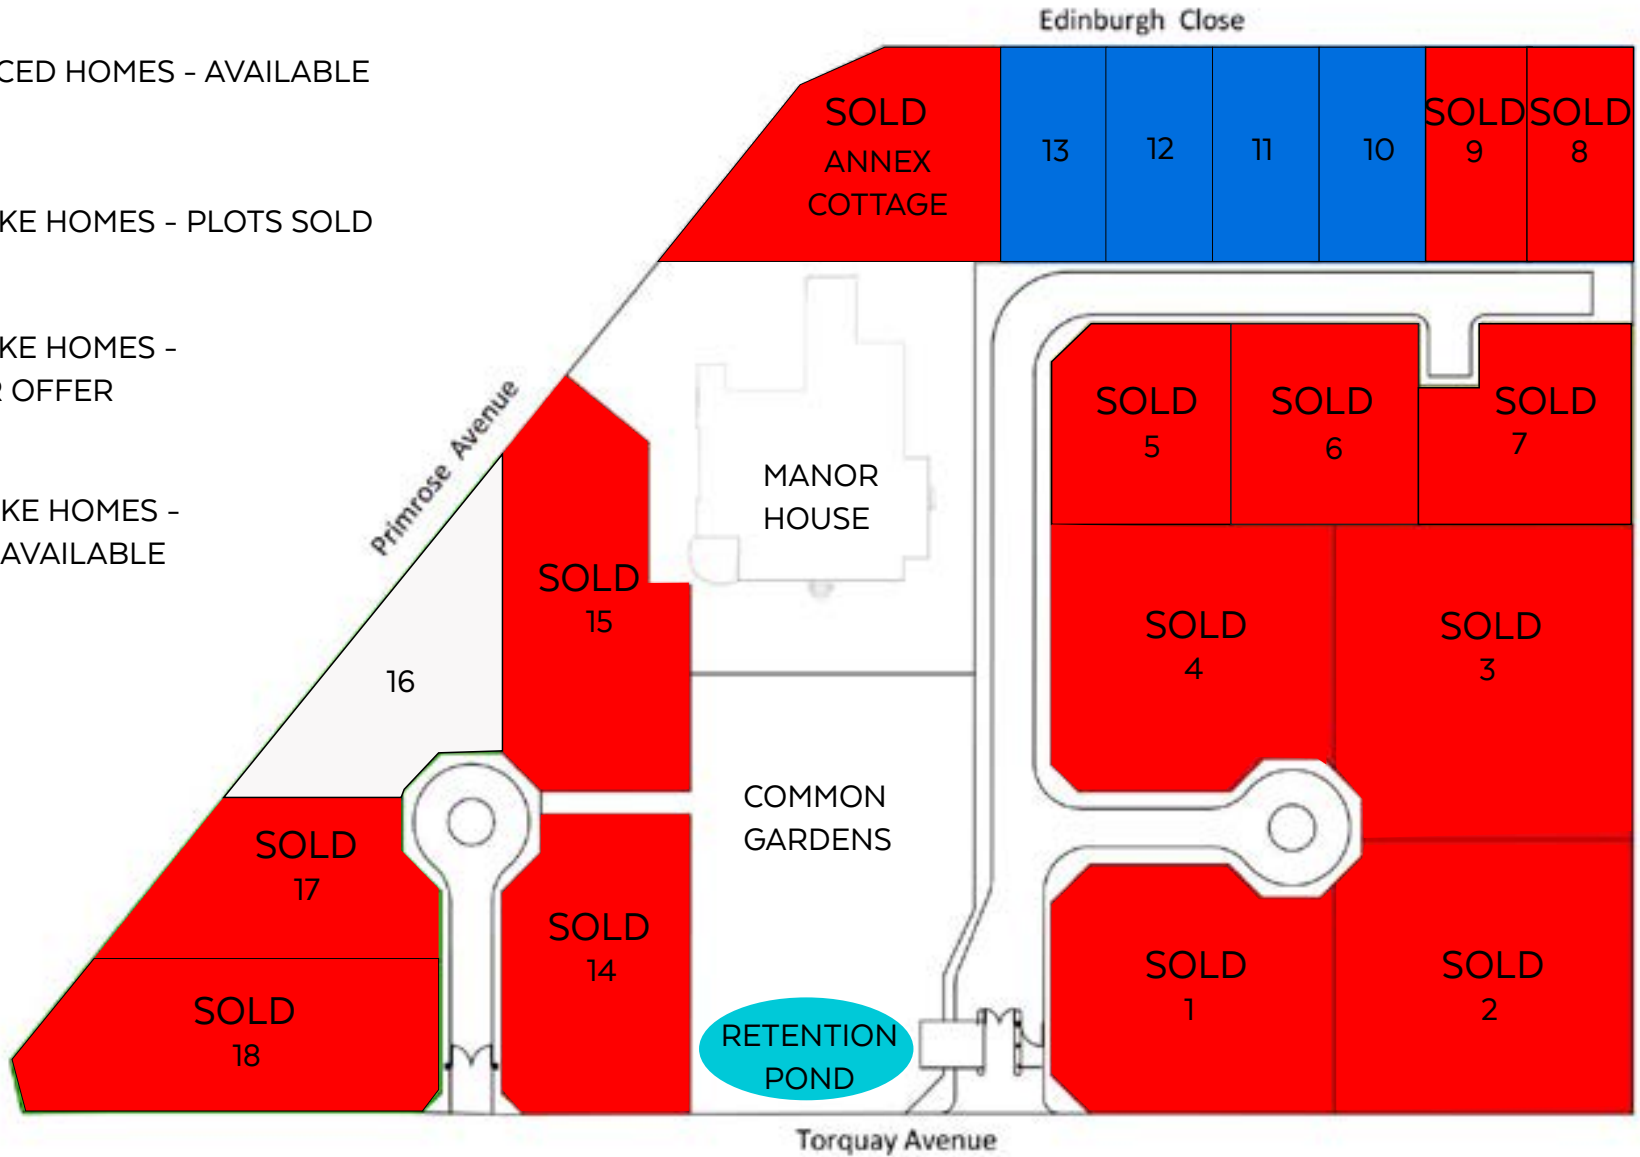 Edinburgh Close
CED HOMES - AVAILABLE
KE HOMES - PLOTS SOLD
KE HOMES -
R OFFER
KE HOMES -
AVAILABLE
SOLD
ANNEX
COTTAGE
13
12
11
10
SOLD
9
SOLD
8
Primrose Avenue
MANOR
HOUSE
SOLD
5
SOLD
6
SOLD
7
SOLD
15
16
SOLD
4
SOLD
3
COMMON
GARDENS
SOLD
17
SOLD
14
SOLD
18
RETENTION
POND
SOLD
1
SOLD
2
Torquay Avenue